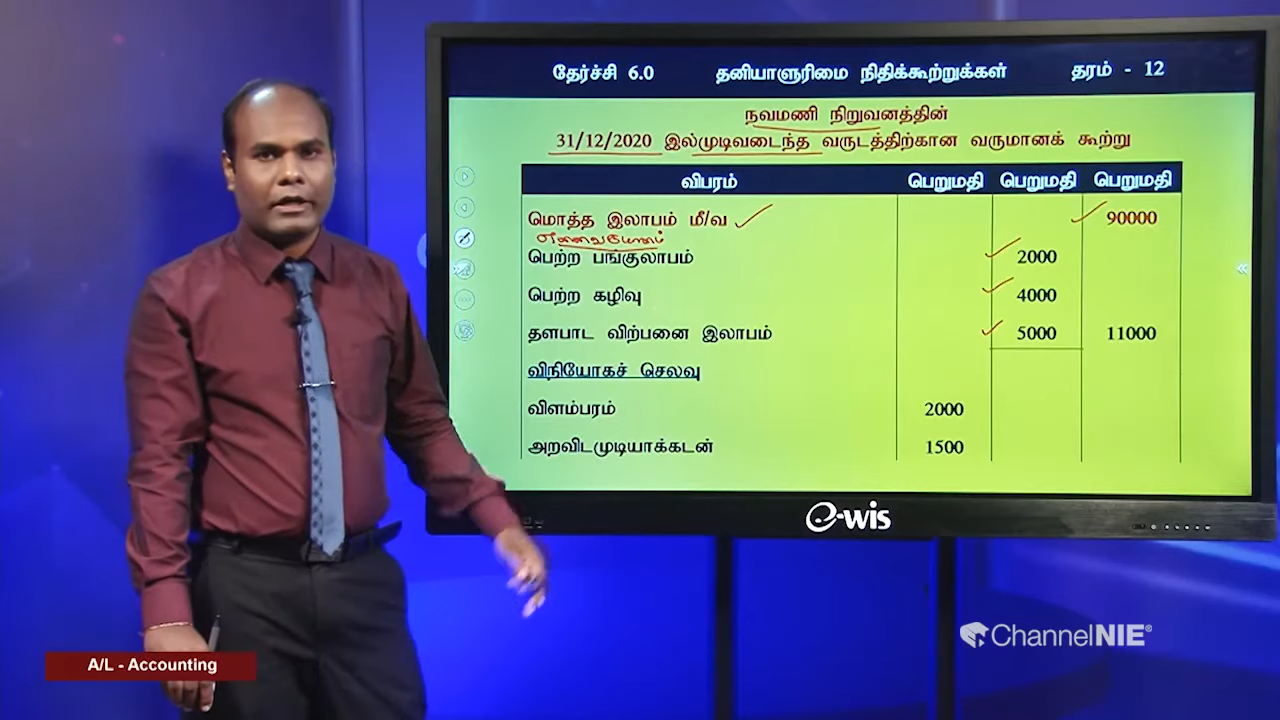 தேர்ச்சி 6.0 தனியாளுரிமை நிதிக்கூற்றுக்கள் தரம் - 12
நவமணி நிறுவனத்தின்
31/12/2020 இல்முடிவடைந்த வருடத்திற்கான வருமானக் கூற்று
விபரம் பெறுமதி பெறுமதி பெறுமதி
மொத்த இலாபம் மீ/வ 90000
பெற்ற பங்குலாபம் 2000
பெற்ற கழிவு 4000
தளபாட விற்பனை இலாபம் 5000 11000
விநியோகச் செலவு
விளம்பரம் 2000
அறவிடமுடியாக்கடன் 1500
e-wis
ChannelNIE®
A/L - Accounting